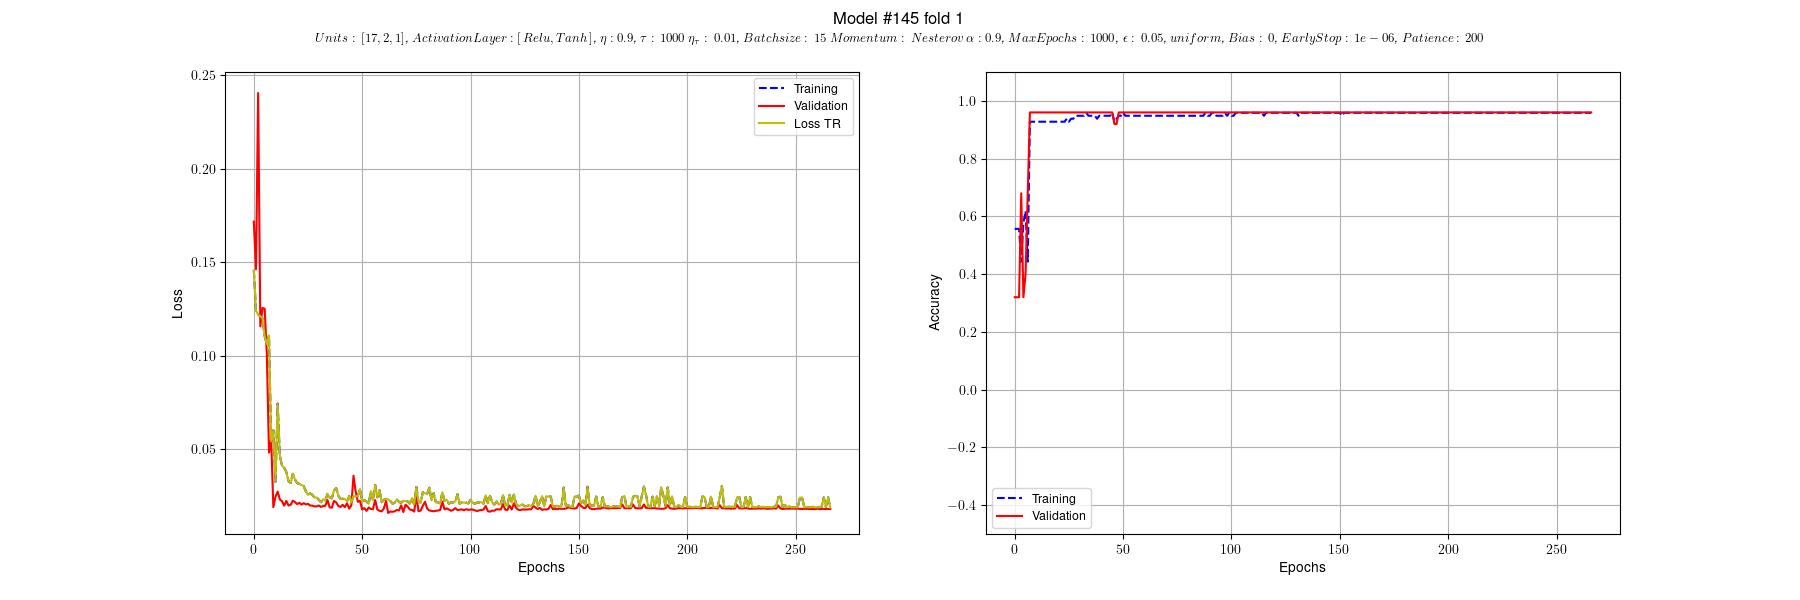 Model #145 fold 1
Units : [17, 2, 1], ActivationLayer : [ Relu, Tanh], η : 0.9, τ : 1000 ητ : 0.01, Batchsize : 15 Momentum : Nesterov α : 0.9, MaxEpochs : 1000, ϵ : 0.05, uniform, Bias : 0, EarlyStop : 1e − 06, Patience : 200
0.25
0.20
0.15
0.10
0.05
Loss
Training
Validation
Loss TR
0
50
100
150
200
250
Epochs
1.0
0.8
0.6
0.4
0.2
0.0
−0.2
−0.4
Accuracy
Training
Validation
0
50
100
150
200
250
Epochs